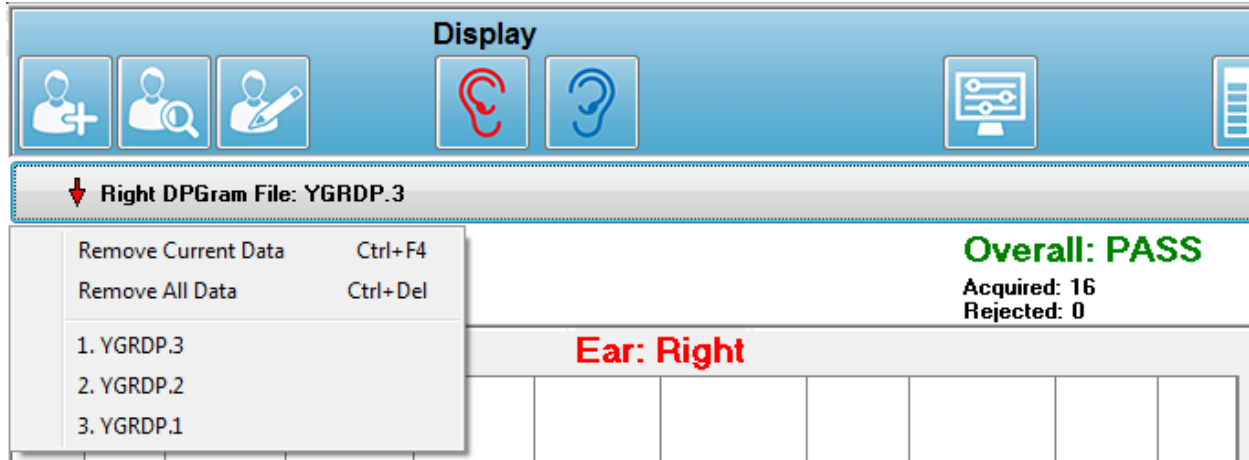 Display
Right DPGram File: YGRDP.3
Remove Current Data Ctrl+F4
Remove All Data Ctrl+Del
1. YGRDP.3
2. YGRDP.2
3. YGRDP.1
Overall: PASS
Acquired: 16
Rejected: 0
Ear: Right